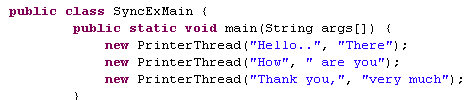 public class SyncExMain {
public static void main(String args[]) {
new PrinterThread("Hello..", "There");
new PrinterThread("How", " are you");
new PrinterThread("Thank you,", "very much");
}